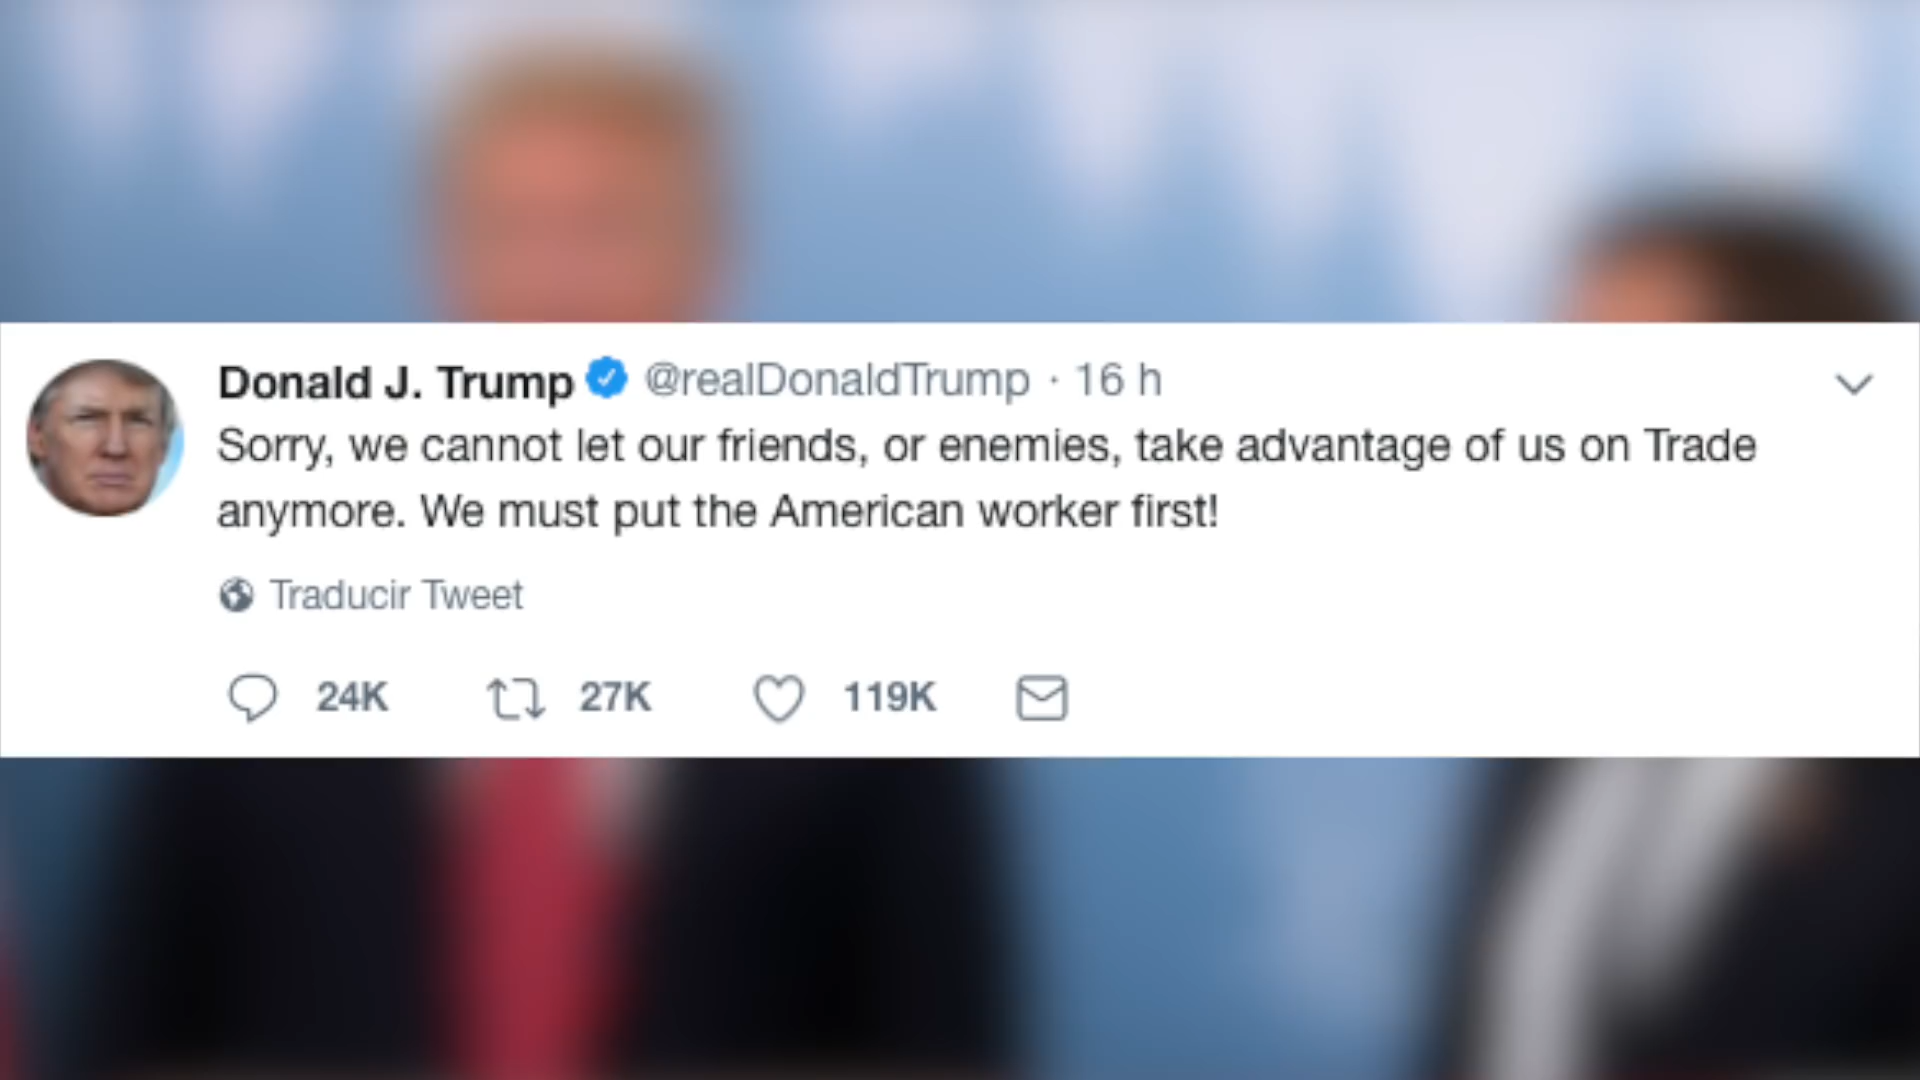 Donald J. Trump @realDonaldTrump · 16 h
Sorry, we cannot let our friends, or enemies, take advantage of us on Trade
anymore. We must put the American worker first!
Traducir Tweet
24K 27K 119K